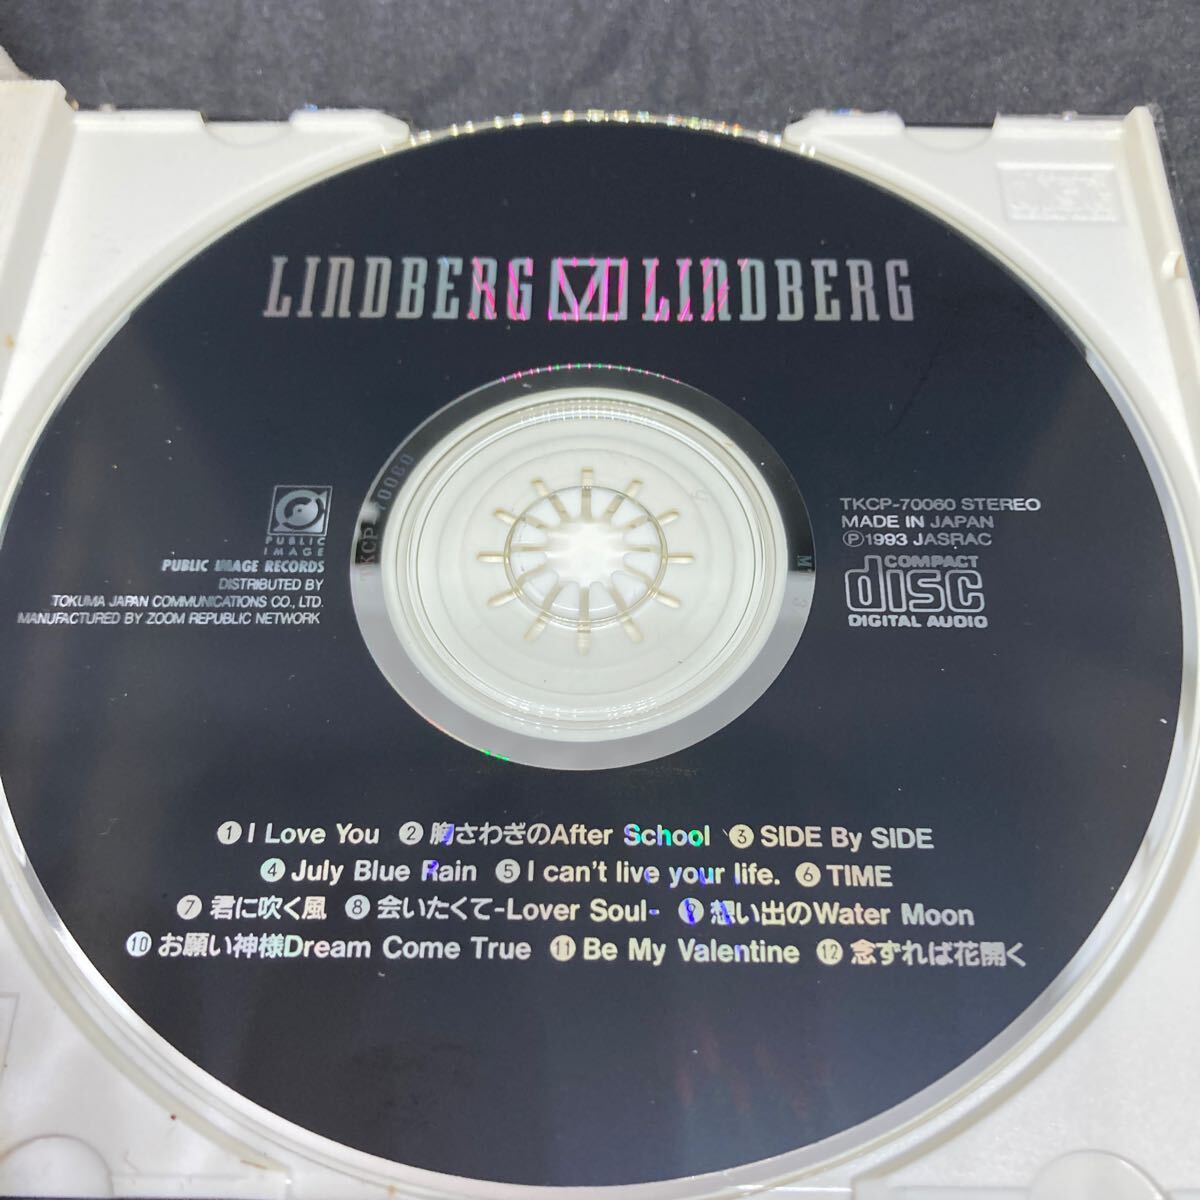 LINDBERG VI LINDBERG
PUBLIC
IMAGE
PUBLIC IMAGE RECORDS
DISTRIBUTED BY
TOKUMA JAPAN COMMUNICATIONS CO., LTD.
MANUFACTURED BY ZOOM REPUBLIC NETWORK
TKCP-70060
TKCP-70060 STEREO
MADE IN JAPAN
Ⓟ1993 JASRAC
COMPACT
disc
DIGITAL AUDIO
① I Love You ② 胸さわぎのAfter School ③ SIDE By SIDE
④ July Blue Rain ⑤ I can't live your life. ⑥ TIME
⑦ 君に吹く風 ⑧ 会いたくて-Lover Soul- ⑨ 想い出のWater Moon
⑩ お願い神様Dream Come True ⑪ Be My Valentine ⑫ 念ずれば花開く